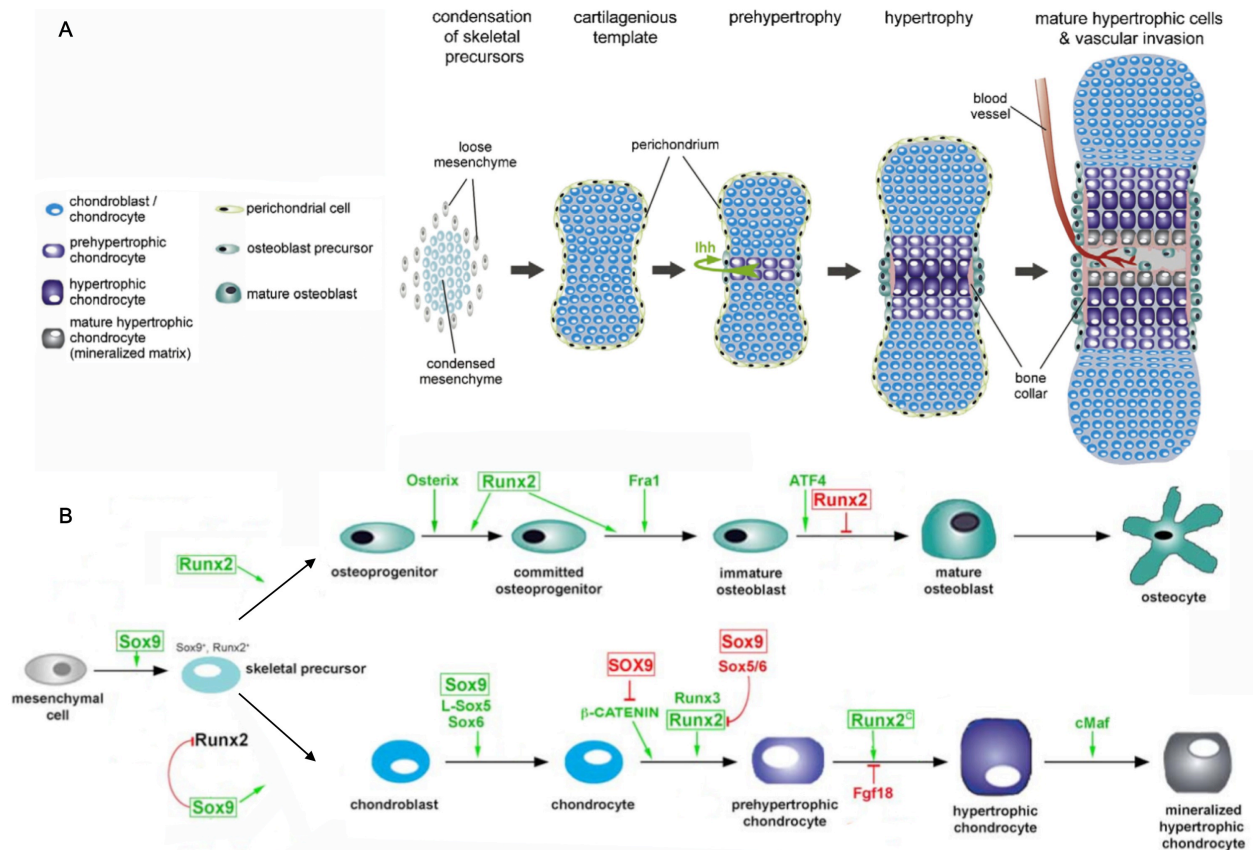 A
condensation
of skeletal
precursors
cartilagenious
template
prehypertrophy
hypertrophy
mature hypertrophic cells
& vascular invasion
blood
vessel
loose
mesenchyme
perichondrium
chondroblast /
chondrocyte
prehypertrophic
chondrocyte
hypertrophic
chondrocyte
mature hypertrophic
chondrocyte
(mineralized matrix)
perichondrial cell
osteoblast precursor
mature osteoblast
Ihh
condensed
mesenchyme
bone
collar
B
Osterix
Runx2
Fra1
ATF4
Runx2
osteoprogenitor
committed
osteoprogenitor
immature
osteoblast
mature
osteoblast
osteocyte
Runx2
Sox9
Sox9⁺, Runx2⁺
skeletal precursor
mesenchymal
cell
Runx2
Sox9
Sox9
L-Sox5
Sox6
SOX9
β-CATENIN
Runx3
Runx2
Sox9
Sox5/6
Runx2ᶜ
Fgf18
cMaf
chondroblast
chondrocyte
prehypertrophic
chondrocyte
hypertrophic
chondrocyte
mineralized
hypertrophic
chondrocyte